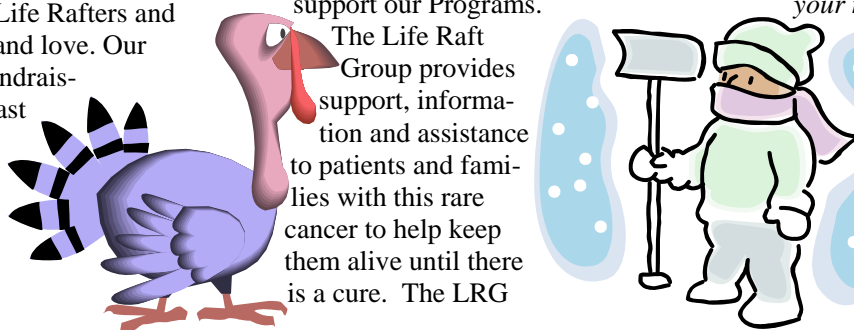 Life Rafters and
and love. Our
ndrais-
ast
support our Programs.
The Life Raft
Group provides
support, informa-
tion and assistance
to patients and fami-
lies with this rare
cancer to help keep
them alive until there
is a cure. The LRG
your